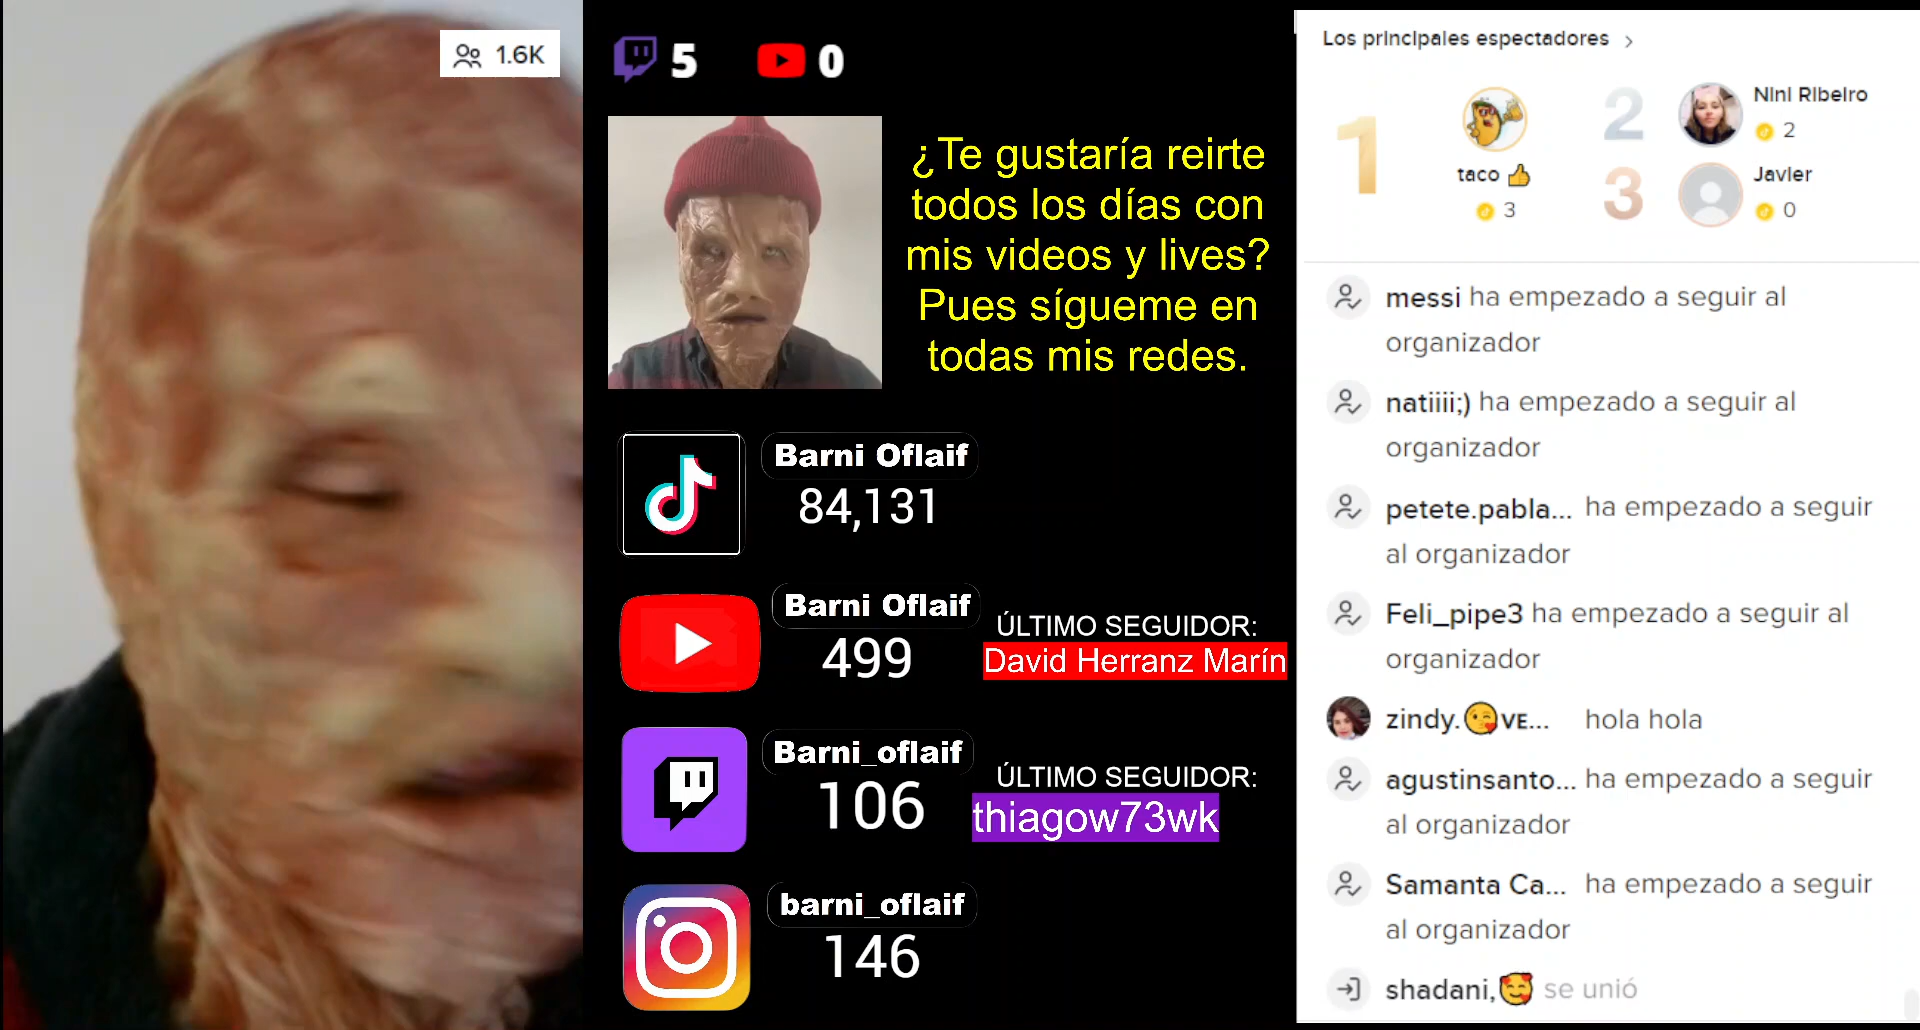 1.6K
5
0
¿Te gustaría reirte
todos los días con
mis videos y lives?
Pues sígueme en
todas mis redes.
Barni Oflaif
84,131
Barni Oflaif
499
ÚLTIMO SEGUIDOR:
David Herranz Marín
Barni_oflaif
106
ÚLTIMO SEGUIDOR:
thiagow73wk
barni_oflaif
146
Los principales espectadores >
1
taco 👍
3
2
Nini Ribeiro
2
3
Javier
0
messi ha empezado a seguir al
organizador
natiiii;) ha empezado a seguir al
organizador
petete.pabla... ha empezado a seguir
al organizador
Feli_pipe3 ha empezado a seguir al
organizador
zindy.😘VE... hola hola
agustinsanto... ha empezado a seguir
al organizador
Samanta Ca... ha empezado a seguir
al organizador
shadani,🥰 se unió